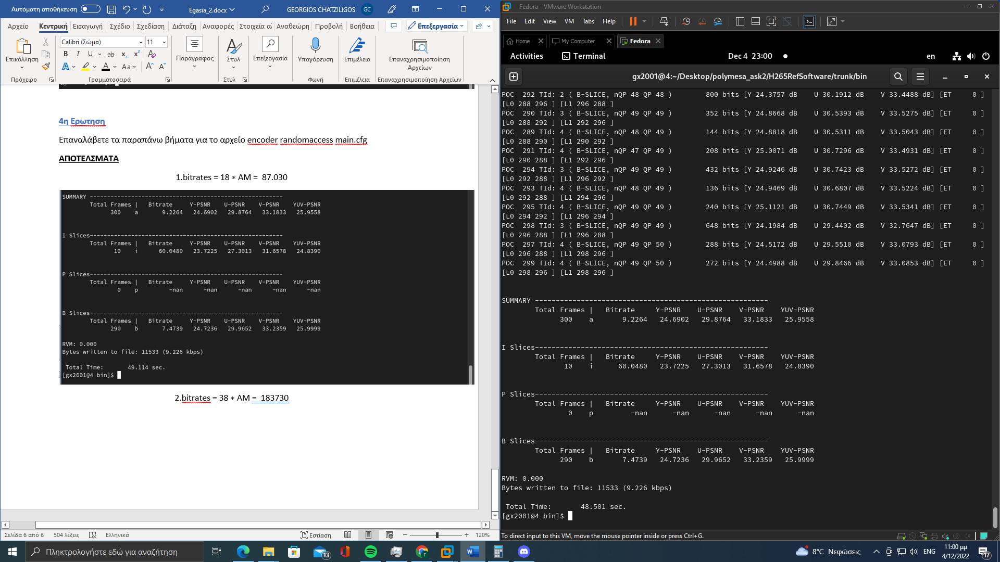 Αυτόματη αποθήκευση
Egasia_2.docx
GEORGIOS CHATZILIGOS
GC
Αρχείο Κεντρική Εισαγωγή Σχέδιο Σχεδίαση Διάταξη Αναφορές Στοιχεία αλ Αναθεώρη Προβολή Βοήθεια Επεξεργασία
Calibri (Σώμα) 11
Επικόλληση Παράγραφος Στυλ Επεξεργασία Υπαγόρευση Επιμέλεια Επαναχρησιμοποίηση Αρχείων
Πρόχειρο Γραμματοσειρά Στυλ Φωνή Επιμέλεια Επαναχρησιμοποίηση Αρχείων
4η Ερωτηση
Επαναλάβετε τα παραπάνω βήματα για το αρχείο encoder randomaccess main.cfg
ΑΠΟΤΕΛΣΜΑΤΑ
1.bitrates = 18 ∗ AM = 87.030
SUMMARY --------------------------------------------------------
Total Frames | Bitrate Y-PSNR U-PSNR V-PSNR YUV-PSNR
300 a 9.2264 24.6902 29.8764 33.1833 25.9558
I Slices--------------------------------------------------------
Total Frames | Bitrate Y-PSNR U-PSNR V-PSNR YUV-PSNR
10 i 60.0480 23.7225 27.3013 31.6578 24.8390
P Slices--------------------------------------------------------
Total Frames | Bitrate Y-PSNR U-PSNR V-PSNR YUV-PSNR
0 p -nan -nan -nan -nan -nan
B Slices--------------------------------------------------------
Total Frames | Bitrate Y-PSNR U-PSNR V-PSNR YUV-PSNR
290 b 7.4739 24.7236 29.9652 33.2359 25.9999
RVM: 0.000
Bytes written to file: 11533 (9.226 kbps)
Total Time: 49.114 sec.
[gx2001@4 bin]$
2.bitrates = 38 ∗ AM = 183730
Σελίδα 6 από 6 504 λέξεις Ελληνικά Εστίαση 120%
Fedora - VMware Workstation
File Edit View VM Tabs Help
Home My Computer Fedora
Activities Terminal Dec 4 23:00 en
gx2001@4:~/Desktop/polymesa_ask2/H265RefSoftware/trunk/bin
POC 292 TId: 2 ( B-SLICE, nQP 48 QP 48 ) 800 bits [Y 24.3757 dB U 30.1912 dB V 33.4488 dB] [ET 0 ]
[L0 288 296 ] [L1 296 288 ]
POC 290 TId: 3 ( B-SLICE, nQP 49 QP 49 ) 352 bits [Y 24.8668 dB U 30.5393 dB V 33.5275 dB] [ET 0 ]
[L0 288 292 ] [L1 292 296 ]
POC 289 TId: 4 ( B-SLICE, nQP 48 QP 49 ) 144 bits [Y 24.8818 dB U 30.5311 dB V 33.5043 dB] [ET 0 ]
[L0 288 290 ] [L1 290 292 ]
POC 291 TId: 4 ( B-SLICE, nQP 47 QP 49 ) 208 bits [Y 25.0071 dB U 30.7296 dB V 33.4931 dB] [ET 0 ]
[L0 290 288 ] [L1 292 296 ]
POC 294 TId: 3 ( B-SLICE, nQP 49 QP 49 ) 432 bits [Y 24.9246 dB U 30.7423 dB V 33.5272 dB] [ET 0 ]
[L0 292 288 ] [L1 296 292 ]
POC 293 TId: 4 ( B-SLICE, nQP 48 QP 49 ) 136 bits [Y 24.9469 dB U 30.6807 dB V 33.5224 dB] [ET 0 ]
[L0 292 288 ] [L1 294 296 ]
POC 295 TId: 4 ( B-SLICE, nQP 49 QP 49 ) 240 bits [Y 25.1121 dB U 30.7449 dB V 33.5341 dB] [ET 0 ]
[L0 294 292 ] [L1 296 294 ]
POC 298 TId: 3 ( B-SLICE, nQP 49 QP 49 ) 648 bits [Y 24.1984 dB U 29.4402 dB V 32.7647 dB] [ET 0 ]
[L0 296 288 ] [L1 296 288 ]
POC 297 TId: 4 ( B-SLICE, nQP 49 QP 50 ) 288 bits [Y 24.5172 dB U 29.5510 dB V 33.0793 dB] [ET 0 ]
[L0 296 288 ] [L1 298 296 ]
POC 299 TId: 4 ( B-SLICE, nQP 49 QP 50 ) 272 bits [Y 24.4988 dB U 29.8466 dB V 33.0853 dB] [ET 0 ]
[L0 298 296 ] [L1 298 296 ]
SUMMARY --------------------------------------------------------
Total Frames | Bitrate Y-PSNR U-PSNR V-PSNR YUV-PSNR
300 a 9.2264 24.6902 29.8764 33.1833 25.9558
I Slices--------------------------------------------------------
Total Frames | Bitrate Y-PSNR U-PSNR V-PSNR YUV-PSNR
10 i 60.0480 23.7225 27.3013 31.6578 24.8390
P Slices--------------------------------------------------------
Total Frames | Bitrate Y-PSNR U-PSNR V-PSNR YUV-PSNR
0 p -nan -nan -nan -nan -nan
B Slices--------------------------------------------------------
Total Frames | Bitrate Y-PSNR U-PSNR V-PSNR YUV-PSNR
290 b 7.4739 24.7236 29.9652 33.2359 25.9999
RVM: 0.000
Bytes written to file: 11533 (9.226 kbps)
Total Time: 48.501 sec.
[gx2001@4 bin]$
To direct input to this VM, move the mouse pointer inside or press Ctrl+G.
Πληκτρολογήστε εδώ για αναζήτηση
13
8°C Νεφώσεις ENG 11:00 μμ
4/12/2022
17